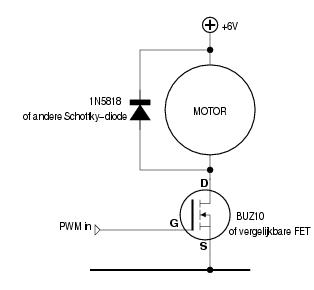 +6V
1N5818
of andere Schottky-diode
MOTOR
D
BUZ10
of vergelijkbare FET
G
PWM in
S